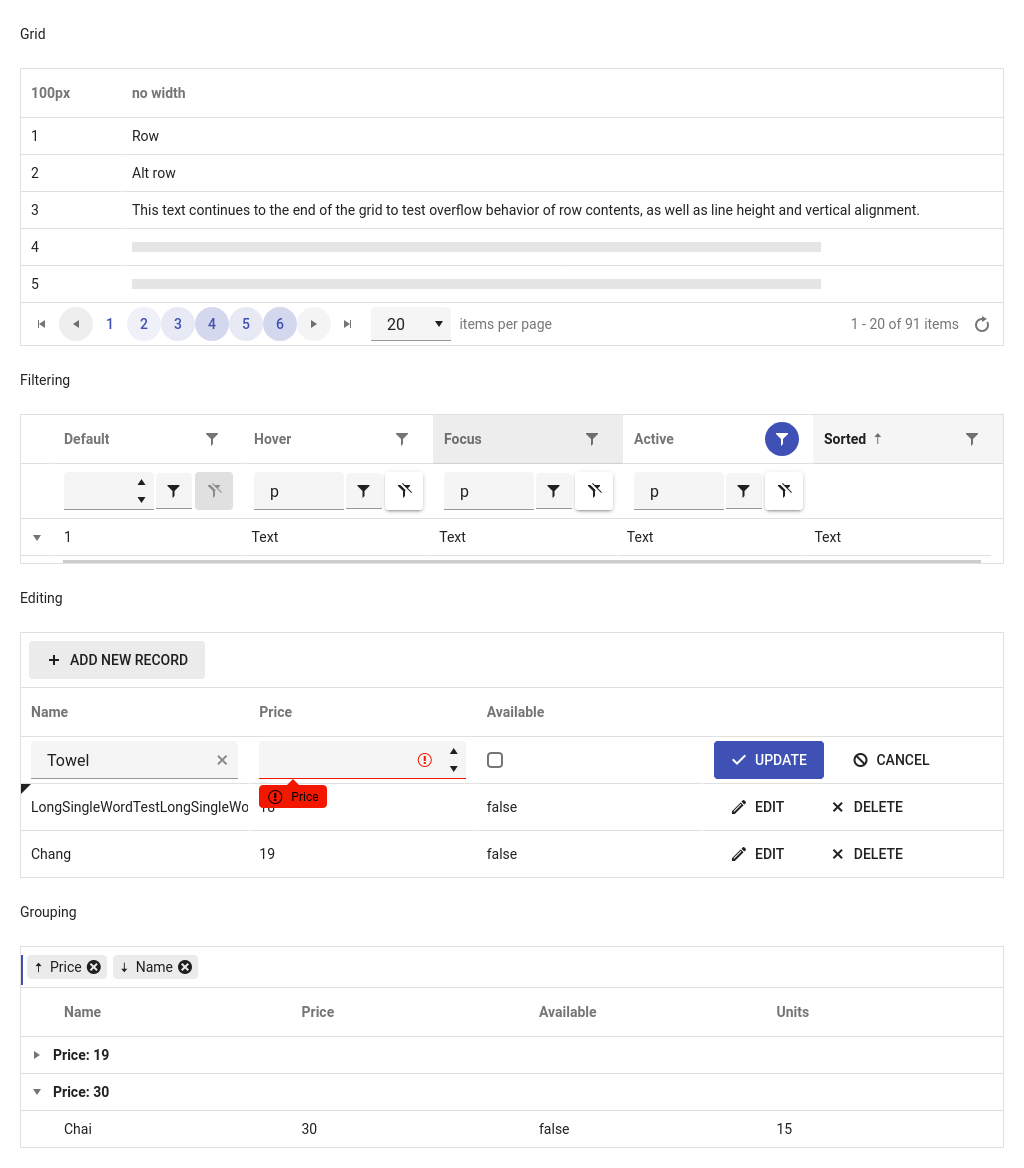 Grid
100px no width
1 Row
2 Alt row
3 This text continues to the end of the grid to test overflow behavior of row contents, as well as line height and vertical alignment.
4
5
1 2 3 4 5 6 20 items per page 1 - 20 of 91 items
Filtering
Default Hover Focus Active Sorted ↑
p p p
1 Text Text Text Text
Editing
+ ADD NEW RECORD
Name Price Available
Towel UPDATE CANCEL
Price
LongSingleWordTestLongSingleWo false EDIT DELETE
Chang 19 false EDIT DELETE
Grouping
↑ Price ↓ Name
Name Price Available Units
Price: 19
Price: 30
Chai 30 false 15